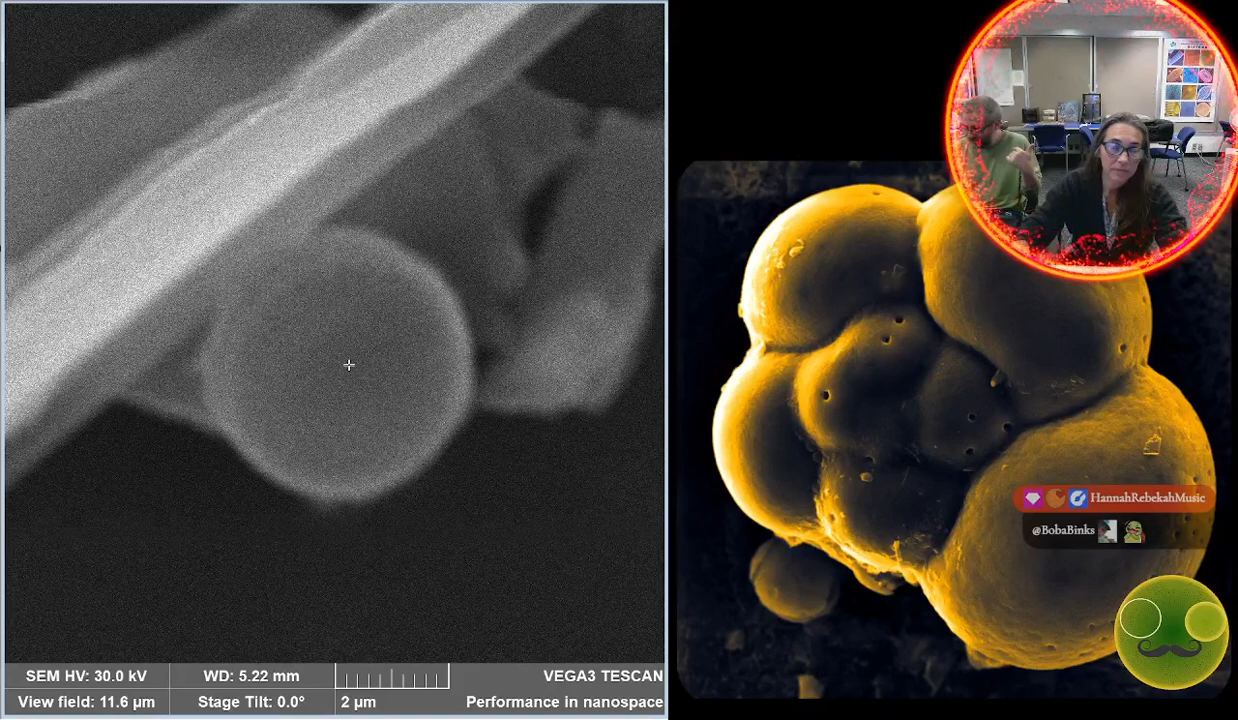 SEM HV: 30.0 kV
WD: 5.22 mm
VEGA3 TESCAN
View field: 11.6 µm
Stage Tilt: 0.0°
2 µm
Performance in nanospace
HannahRebekahMusic
@BobaBinks